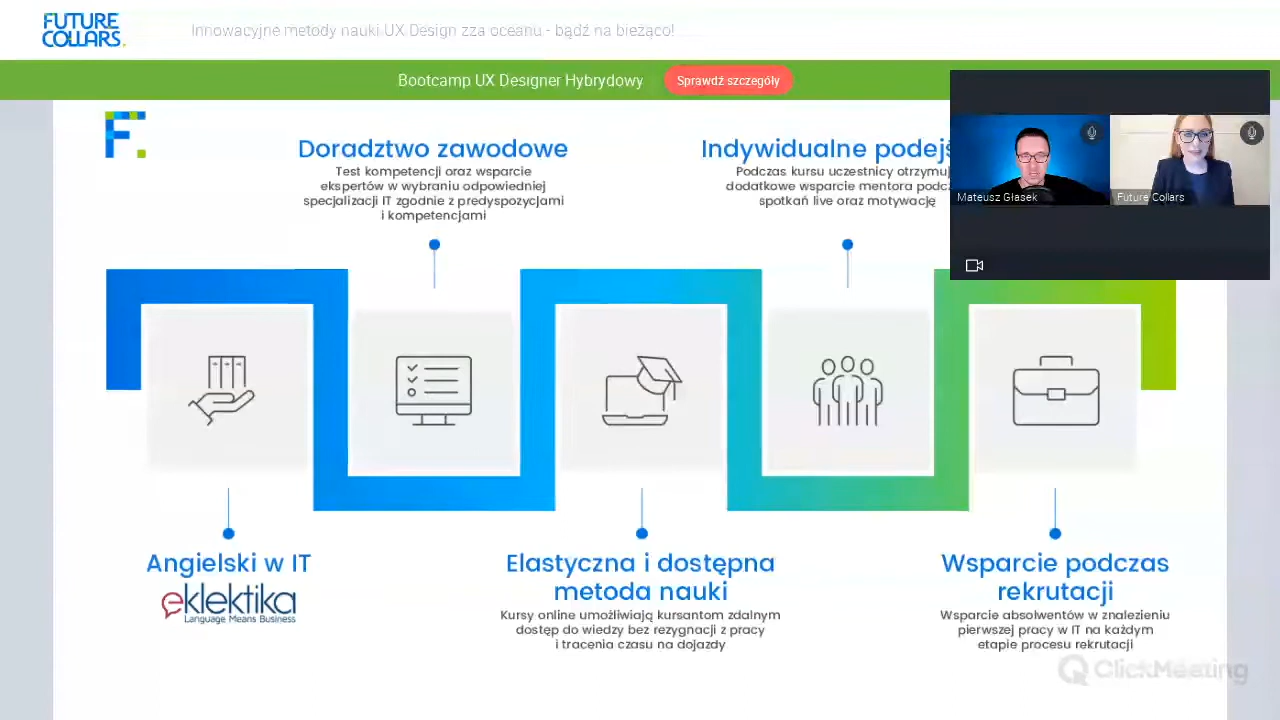 FUTURE
COLLARS.
Innowacyjne metody nauki UX Design zza oceanu - bądź na bieżąco!
Bootcamp UX Designer Hybrydowy
Sprawdź szczegóły
F.
Doradztwo zawodowe
Test kompetencji oraz wsparcie
ekspertów w wybraniu odpowiedniej
specjalizacji IT zgodnie z predyspozycjami
i kompetencjami
Indywidualne podejś
Podczas kursu uczestnicy otrzymuj
dodatkowe wsparcie mentora podcz
spotkań live oraz motywację
Mateusz Głasek
Future Collars
Angielski w IT
eklektika
Language Means Business
Elastyczna i dostępna
metoda nauki
Kursy online umożliwiają kursantom zdalnym
dostęp do wiedzy bez rezygnacji z pracy
i tracenia czasu na dojazdy
Wsparcie podczas
rekrutacji
Wsparcie absolwentów w znalezieniu
pierwszej pracy w IT na każdym
etapie procesu rekrutacji
ClickMeeting